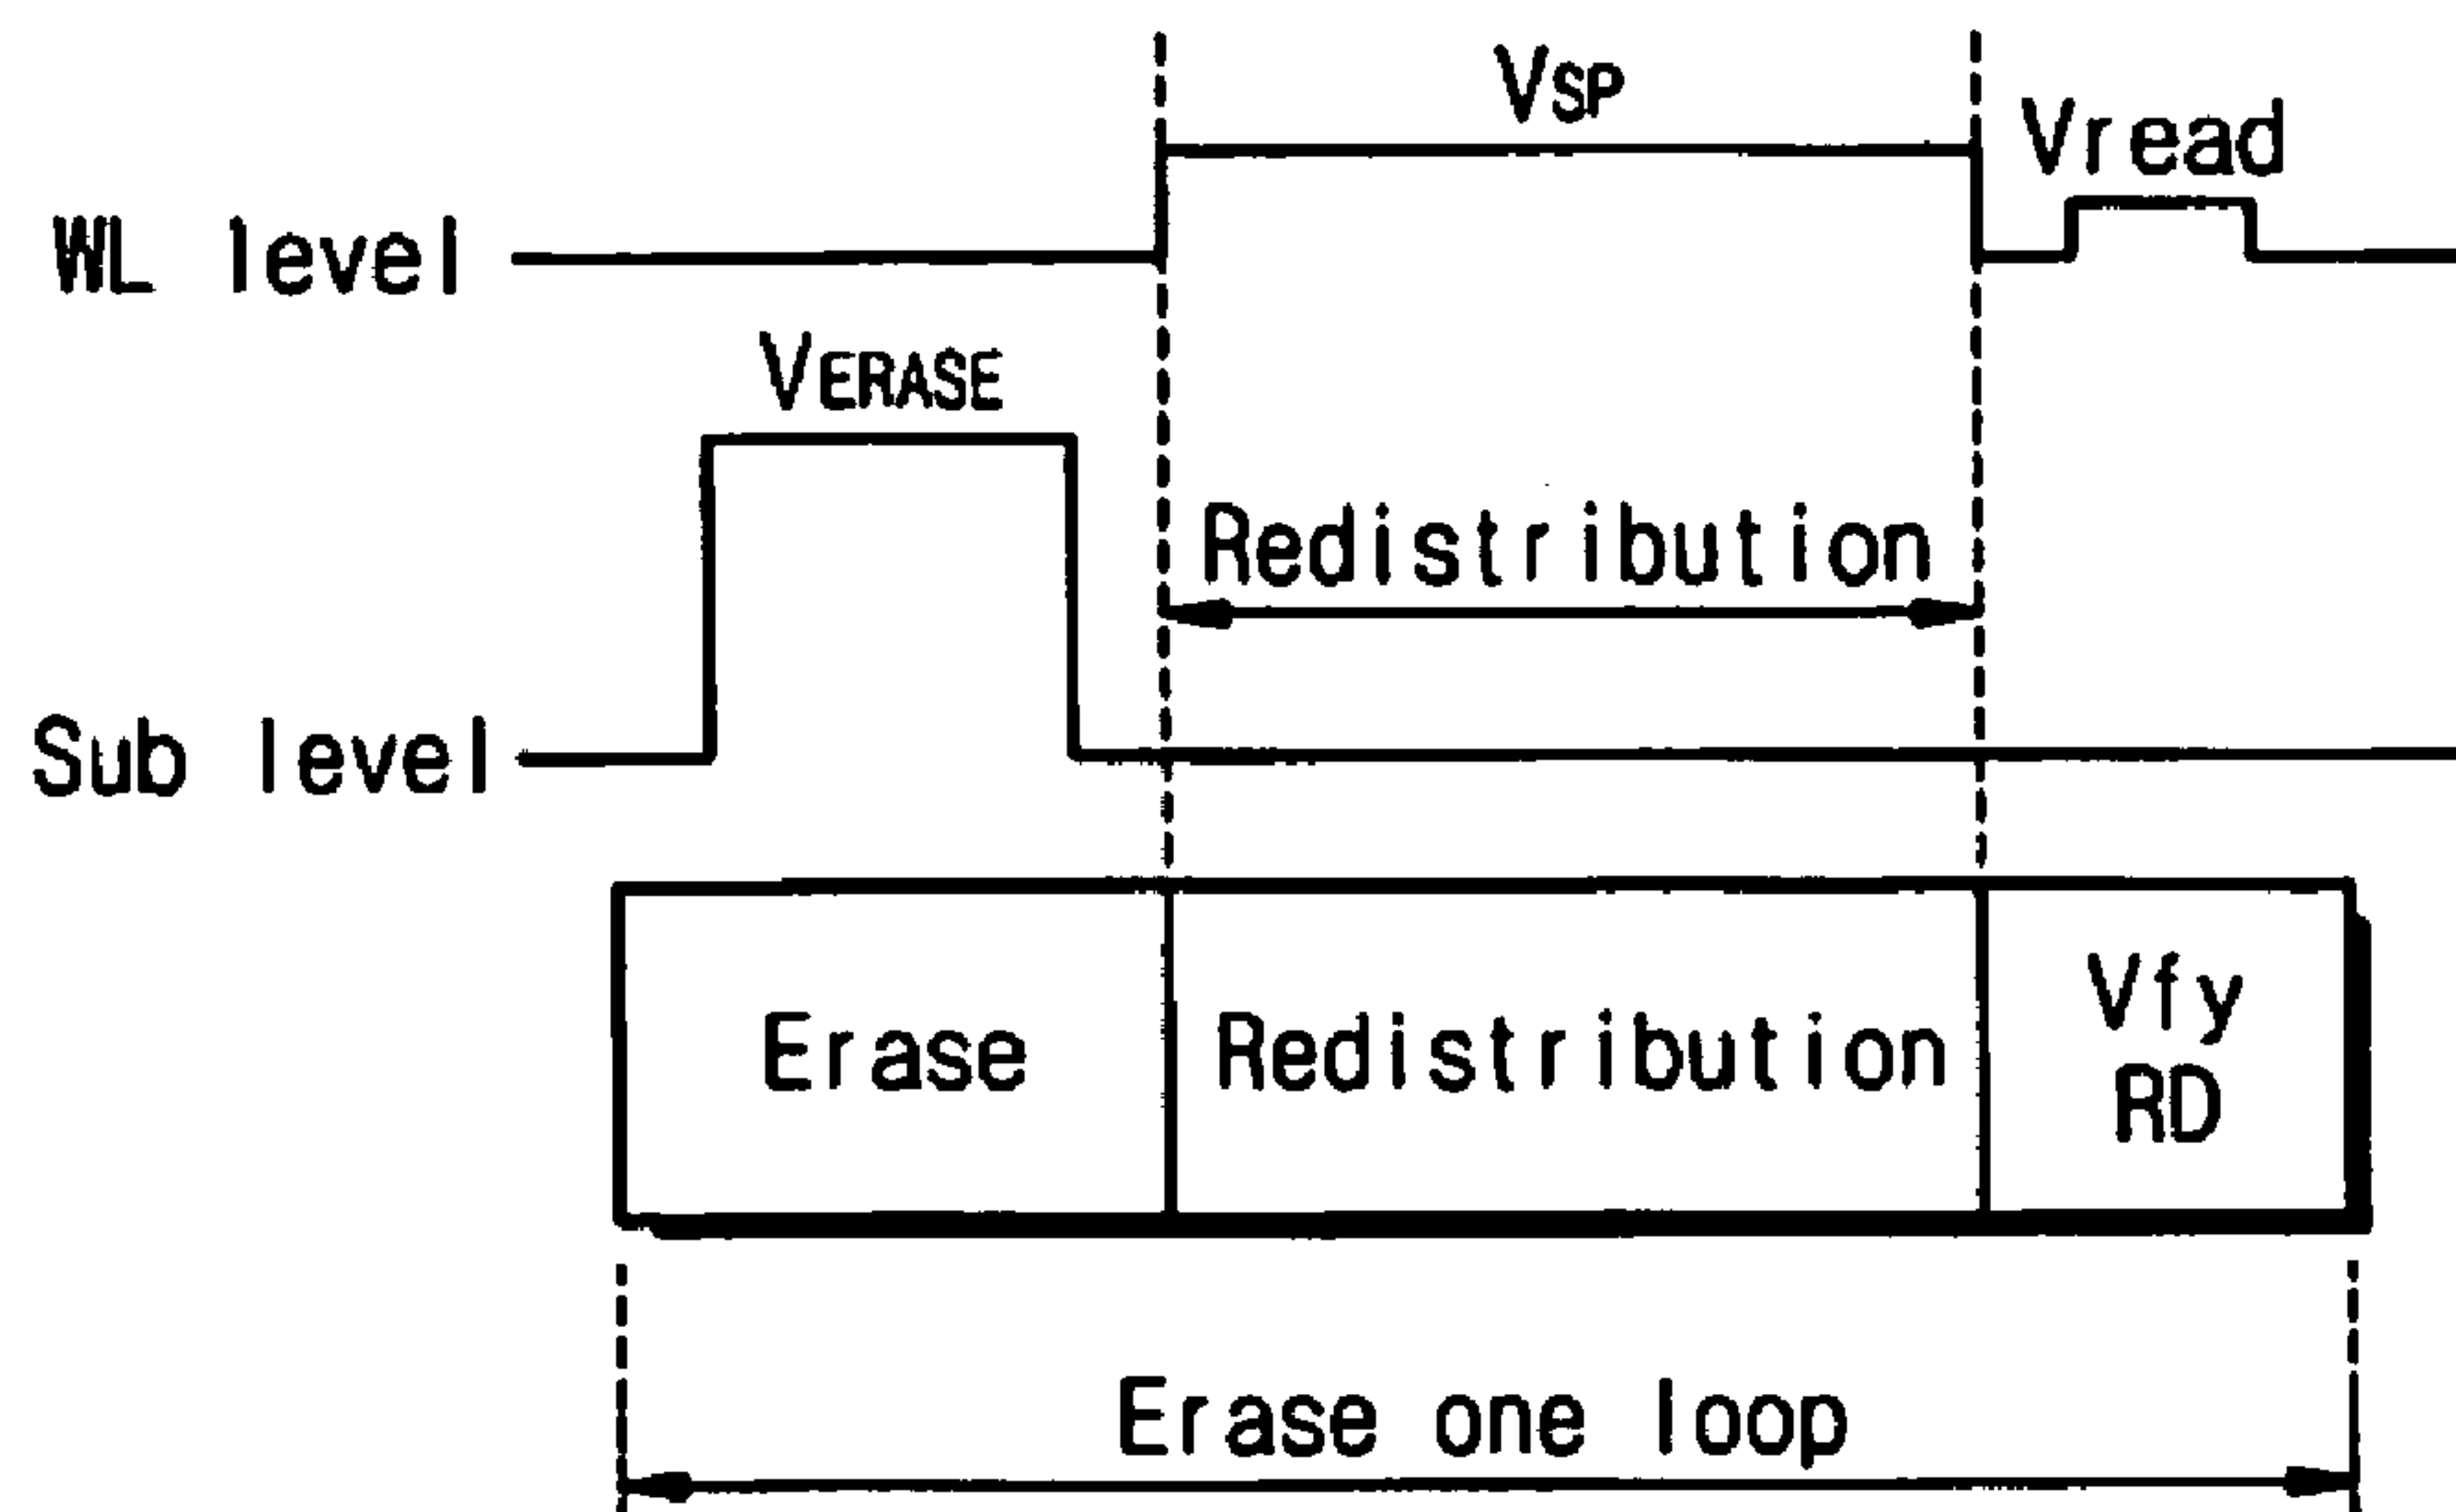 VSP
Vread
WL level
VERASE
Redistribution
Sub level
Erase
Redistribution
Vfy
RD
Erase one loop